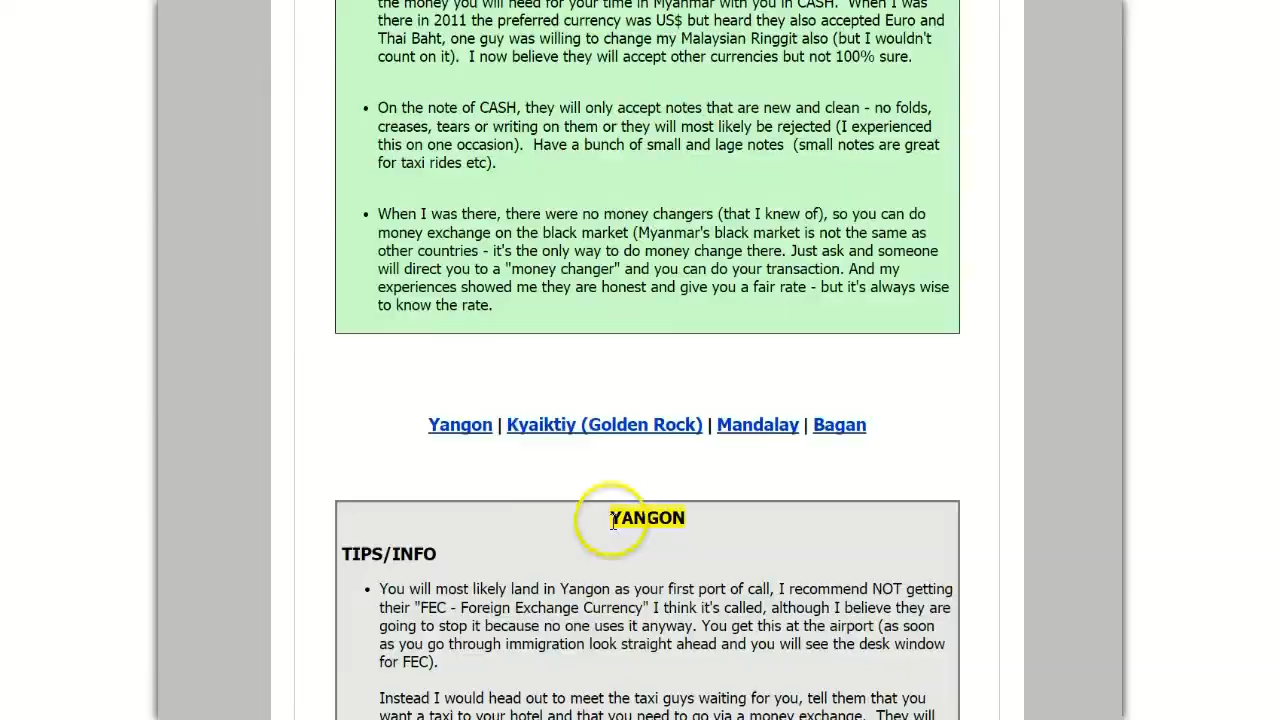 the money you will need for your time in Myanmar with you in CASH. When I was
there in 2011 the preferred currency was US$ but heard they also accepted Euro and
Thai Baht, one guy was willing to change my Malaysian Ringgit also (but I wouldn't
count on it). I now believe they will accept other currencies but not 100% sure.
• On the note of CASH, they will only accept notes that are new and clean - no folds,
creases, tears or writing on them or they will most likely be rejected (I experienced
this on one occasion). Have a bunch of small and lage notes (small notes are great
for taxi rides etc).
• When I was there, there were no money changers (that I knew of), so you can do
money exchange on the black market (Myanmar's black market is not the same as
other countries - it's the only way to do money change there. Just ask and someone
will direct you to a "money changer" and you can do your transaction. And my
experiences showed me they are honest and give you a fair rate - but it's always wise
to know the rate.
Yangon | Kyaiktiy (Golden Rock) | Mandalay | Bagan
YANGON
TIPS/INFO
• You will most likely land in Yangon as your first port of call, I recommend NOT getting
their "FEC - Foreign Exchange Currency" I think it's called, although I believe they are
going to stop it because no one uses it anyway. You get this at the airport (as soon
as you go through immigration look straight ahead and you will see the desk window
for FEC).
Instead I would head out to meet the taxi guys waiting for you, tell them that you
want a taxi to your hotel and that you need to go via a money exchange. They will